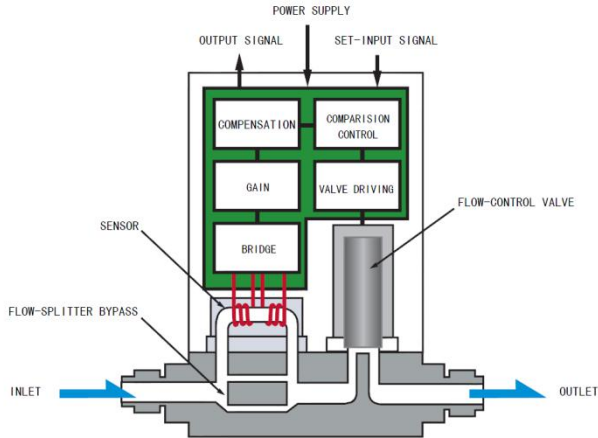 POWER SUPPLY
OUTPUT SIGNAL
SET-INPUT SIGNAL
COMPENSATION
COMPARISION
CONTROL
GAIN
VALVE DRIVING
FLOW-CONTROL VALVE
SENSOR
BRIDGE
FLOW-SPLITTER BYPASS
INLET
OUTLET